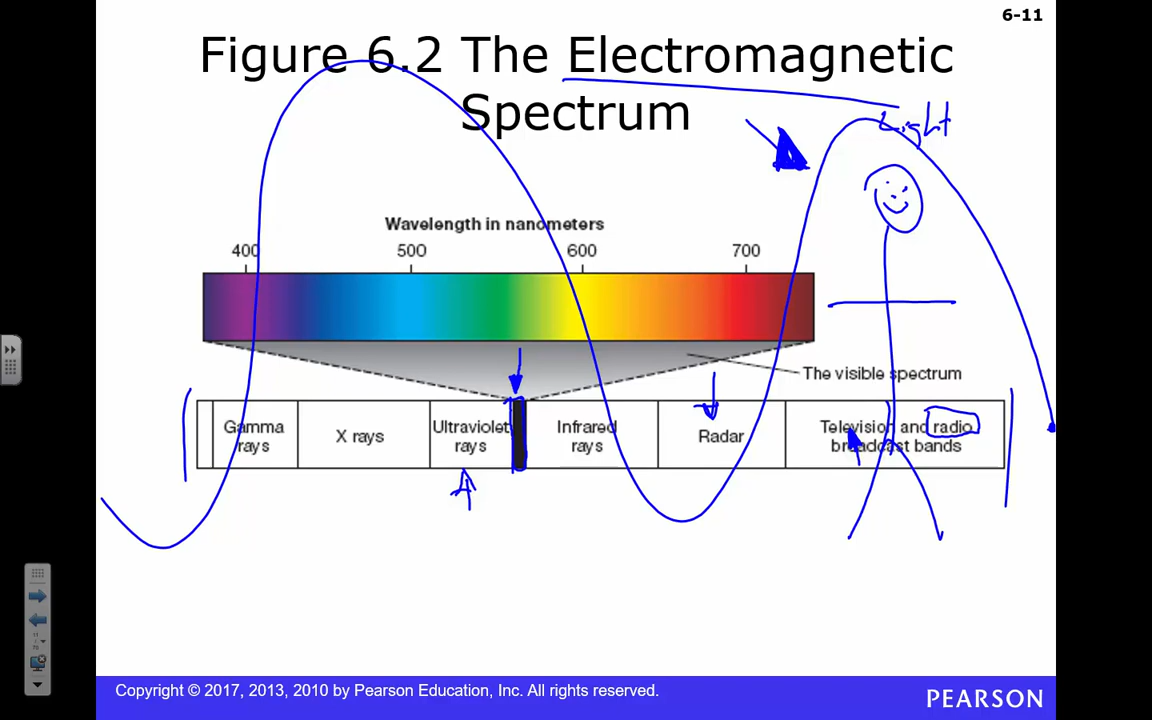 6-11
Figure 6.2 The Electromagnetic
Spectrum
Light
Wavelength in nanometers
400 500 600 700
The visible spectrum
Gamma rays
X rays
Ultraviolet rays
Infrared rays
Radar
Television and radio broadcast bands
Copyright © 2017, 2013, 2010 by Pearson Education, Inc. All rights reserved.
PEARSON